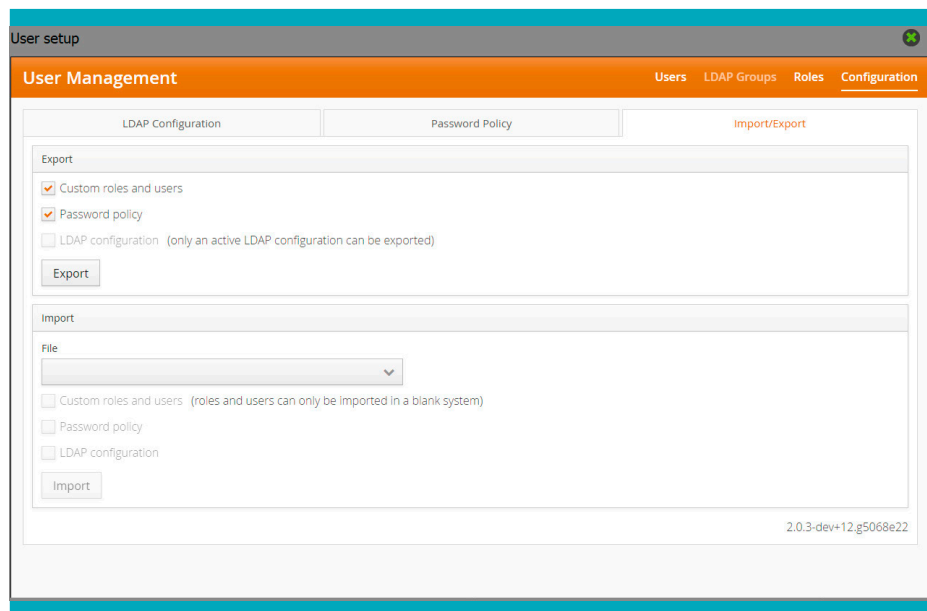 User setup
User Management
Users LDAP Groups Roles Configuration
LDAP Configuration Password Policy Import/Export
Export
Custom roles and users
Password policy
LDAP configuration (only an active LDAP configuration can be exported)
Export
Import
File
Custom roles and users (roles and users can only be imported in a blank system)
Password policy
LDAP configuration
Import
2.0.3-dev+12.g5068e22